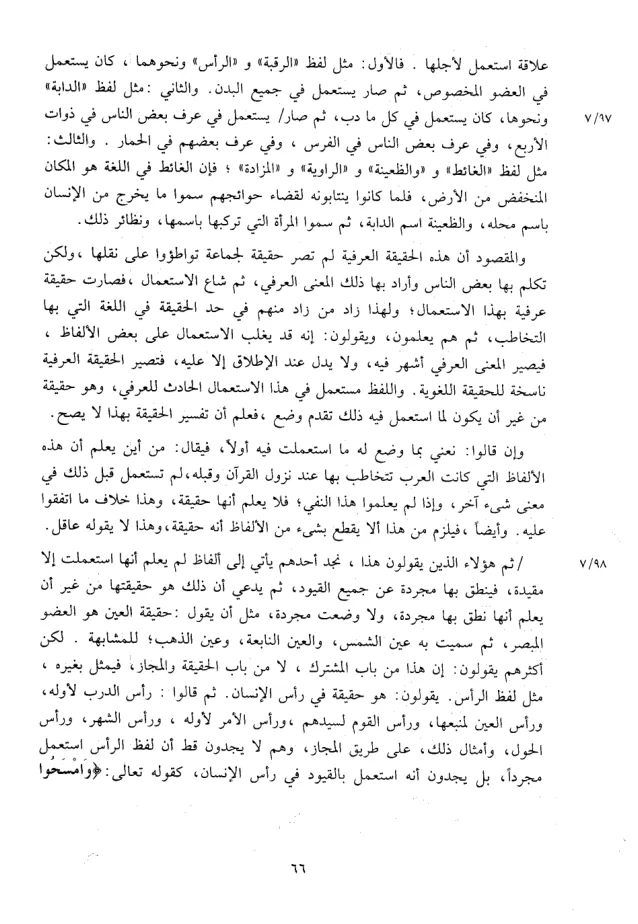 علاقة استعمل لأجلها . فالأول: مثل لفظ «الرقبة» و «الرأس» ونحوهما ، كان يستعمل
في العضو المخصوص، ثم صار يستعمل في جميع البدن. والثاني :مثل لفظ «الدابة»
ونحوها، كان يستعمل في كل ما دب، ثم صار/ يستعمل في عرف بعض الناس في ذوات ٧/٩٧
الأربع، وفي عرف بعض الناس في الفرس ، وفي عرف بعضهم في الحمار . والثالث:
مثل لفظ «الغائط» و «والظعينة» و «الراوية» و «المزادة» ؛ فإن الغائط في اللغة هو المكان
المنخفض من الأرض، فلما كانوا ينتابونه لقضاء حوائجهم سموا ما يخرج من الإنسان
باسم محله، والظعينة اسم الدابة، ثم سموا المرأة التي تركبها باسمها، ونظائر ذلك.
والمقصود أن هذه الحقيقة العرفية لم تصر حقيقة لجماعة تواطؤوا على نقلها ،ولكن
تكلم بها بعض الناس وأراد بها ذلك المعنى العرفي، ثم شاع الاستعمال ،فصارت حقيقة
عرفية بهذا الاستعمال؛ ولهذا زاد من زاد منهم في حد الحقيقة في اللغة التي بها
التخاطب، ثم هم يعلمون، ويقولون: إنه قد يغلب الاستعمال على بعض الألفاظ ،
فيصير المعنى العرفي أشهر فيه، ولا يدل عند الإطلاق إلا عليه، فتصير الحقيقة العرفية
ناسخة للحقيقة اللغوية. واللفظ مستعمل في هذا الاستعمال الحادث للعرفي، وهو حقيقة
من غير أن يكون لما استعمل فيه ذلك تقدم وضع ،فعلم أن تفسير الحقيقة بهذا لا يصح.
وإن قالوا: نعني بما وضع له ما استعملت فيه أولاً، فيقال: من أين يعلم أن هذه
الألفاظ التي كانت العرب تتخاطب بها عند نزول القرآن وقبله،لم تستعمل قبل ذلك في
معنى شىء آخر، وإذا لم يعلموا هذا النفي؛ فلا يعلم أنها حقيقة، وهذا خلاف ما اتفقوا
عليه. وأيضاً ،فيلزم من هذا ألا يقطع بشىء من الألفاظ أنه حقيقة،وهذا لا يقوله عاقل.
/ ثم هؤلاء الذين يقولون هذا ، نجد أحدهم يأتي إلى ألفاظ لم يعلم أنها استعملت إلا ٧/٩٨
مقيدة، فينطق بها مجردة عن جميع القيود، ثم يدعي أن ذلك هو حقيقتها من غير أن
يعلم أنها نطق بها مجردة، ولا وضعت مجردة، مثل أن يقول :حقيقة العين هو العضو
المبصر، ثم سميت به عين الشمس، والعين النابعة، وعين الذهب؛ للمشابهة . لكن
أكثرهم يقولون: إن هذا من باب المشترك ، لا من باب الحقيقة والمجاز، فيمثل بغيره ،
مثل لفظ الرأس. يقولون: هو حقيقة في رأس الإنسان. ثم قالوا : رأس الدرب لأوله،
ورأس العين لمنبعها، ورأس القوم لسيدهم ،ورأس الأمر لأوله ، ورأس الشهر، ورأس
الحول، وأمثال ذلك، على طريق المجاز، وهم لا يجدون قط أن لفظ الرأس استعمل
مجرداً، بل يجدون أنه استعمل بالقيود في رأس الإنسان، كقوله تعالى: ﴿وَامْسَحُوا
٦٦